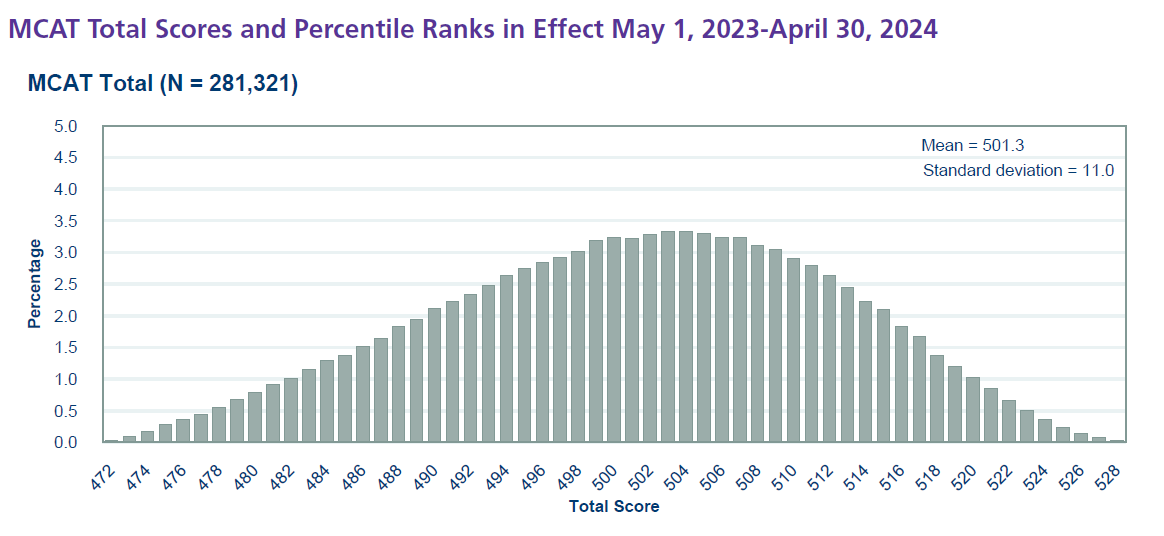 MCAT Total Scores and Percentile Ranks in Effect May 1, 2023-April 30, 2024
MCAT Total (N = 281,321)
Mean = 501.3
Standard deviation = 11.0
5.0
4.5
4.0
3.5
3.0
2.5
2.0
1.5
1.0
0.5
0.0
Percentage
472 474 476 478 480 482 484 486 488 490 492 494 496 498 500 502 504 506 508 510 512 514 516 518 520 522 524 526 528
Total Score